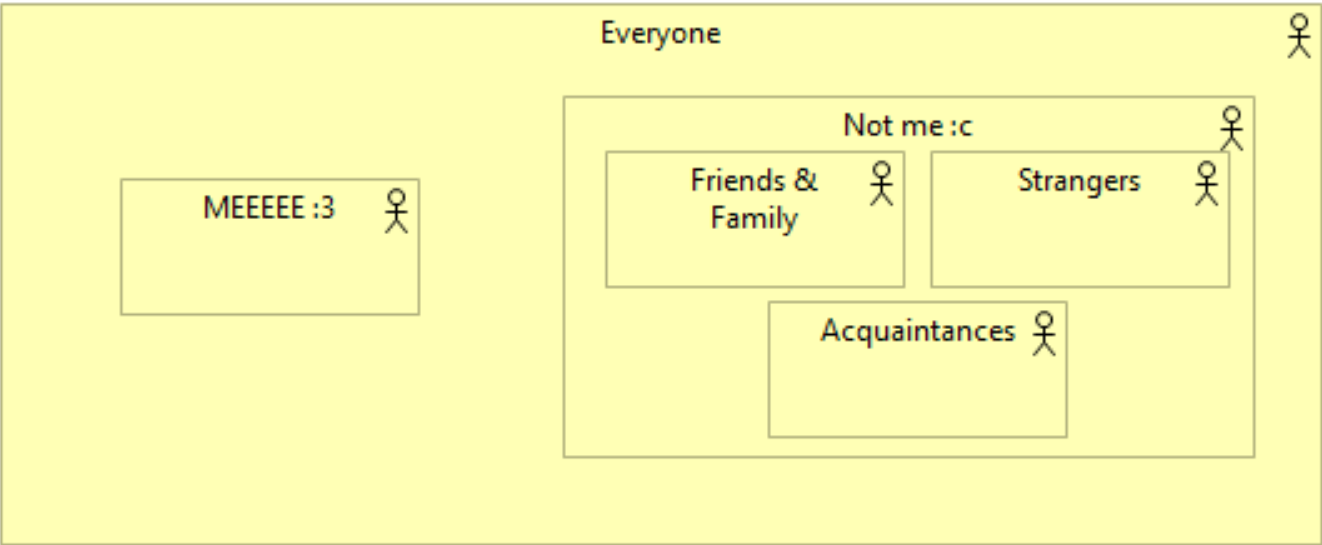 Everyone
Not me :c
MEEEEE :3
Friends &
Family
Strangers
Acquaintances